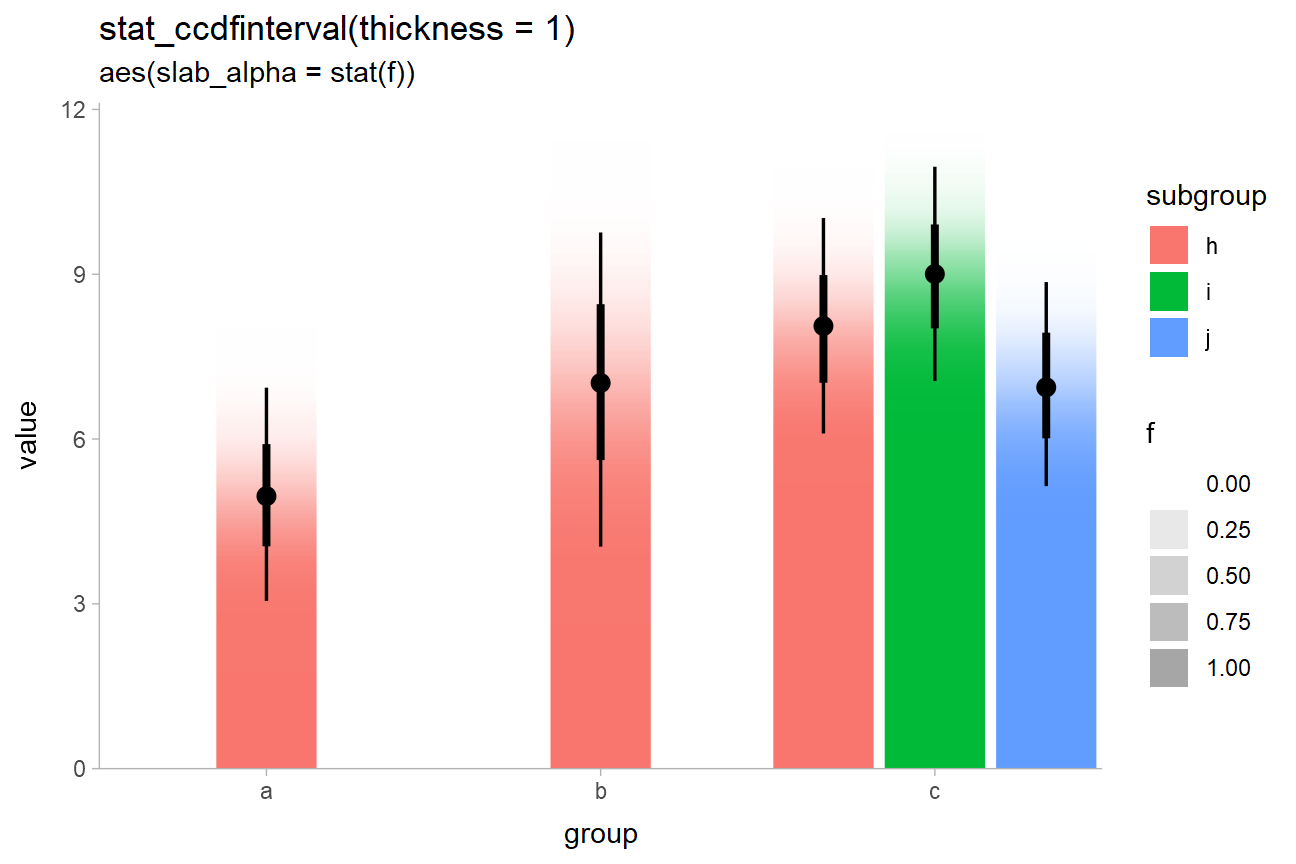 stat_ccdfinterval(thickness = 1)
aes(slab_alpha = stat(f))
12
9
6
3
0
value
a
b
c
group
subgroup
h
i
j
f
0.00
0.25
0.50
0.75
1.00